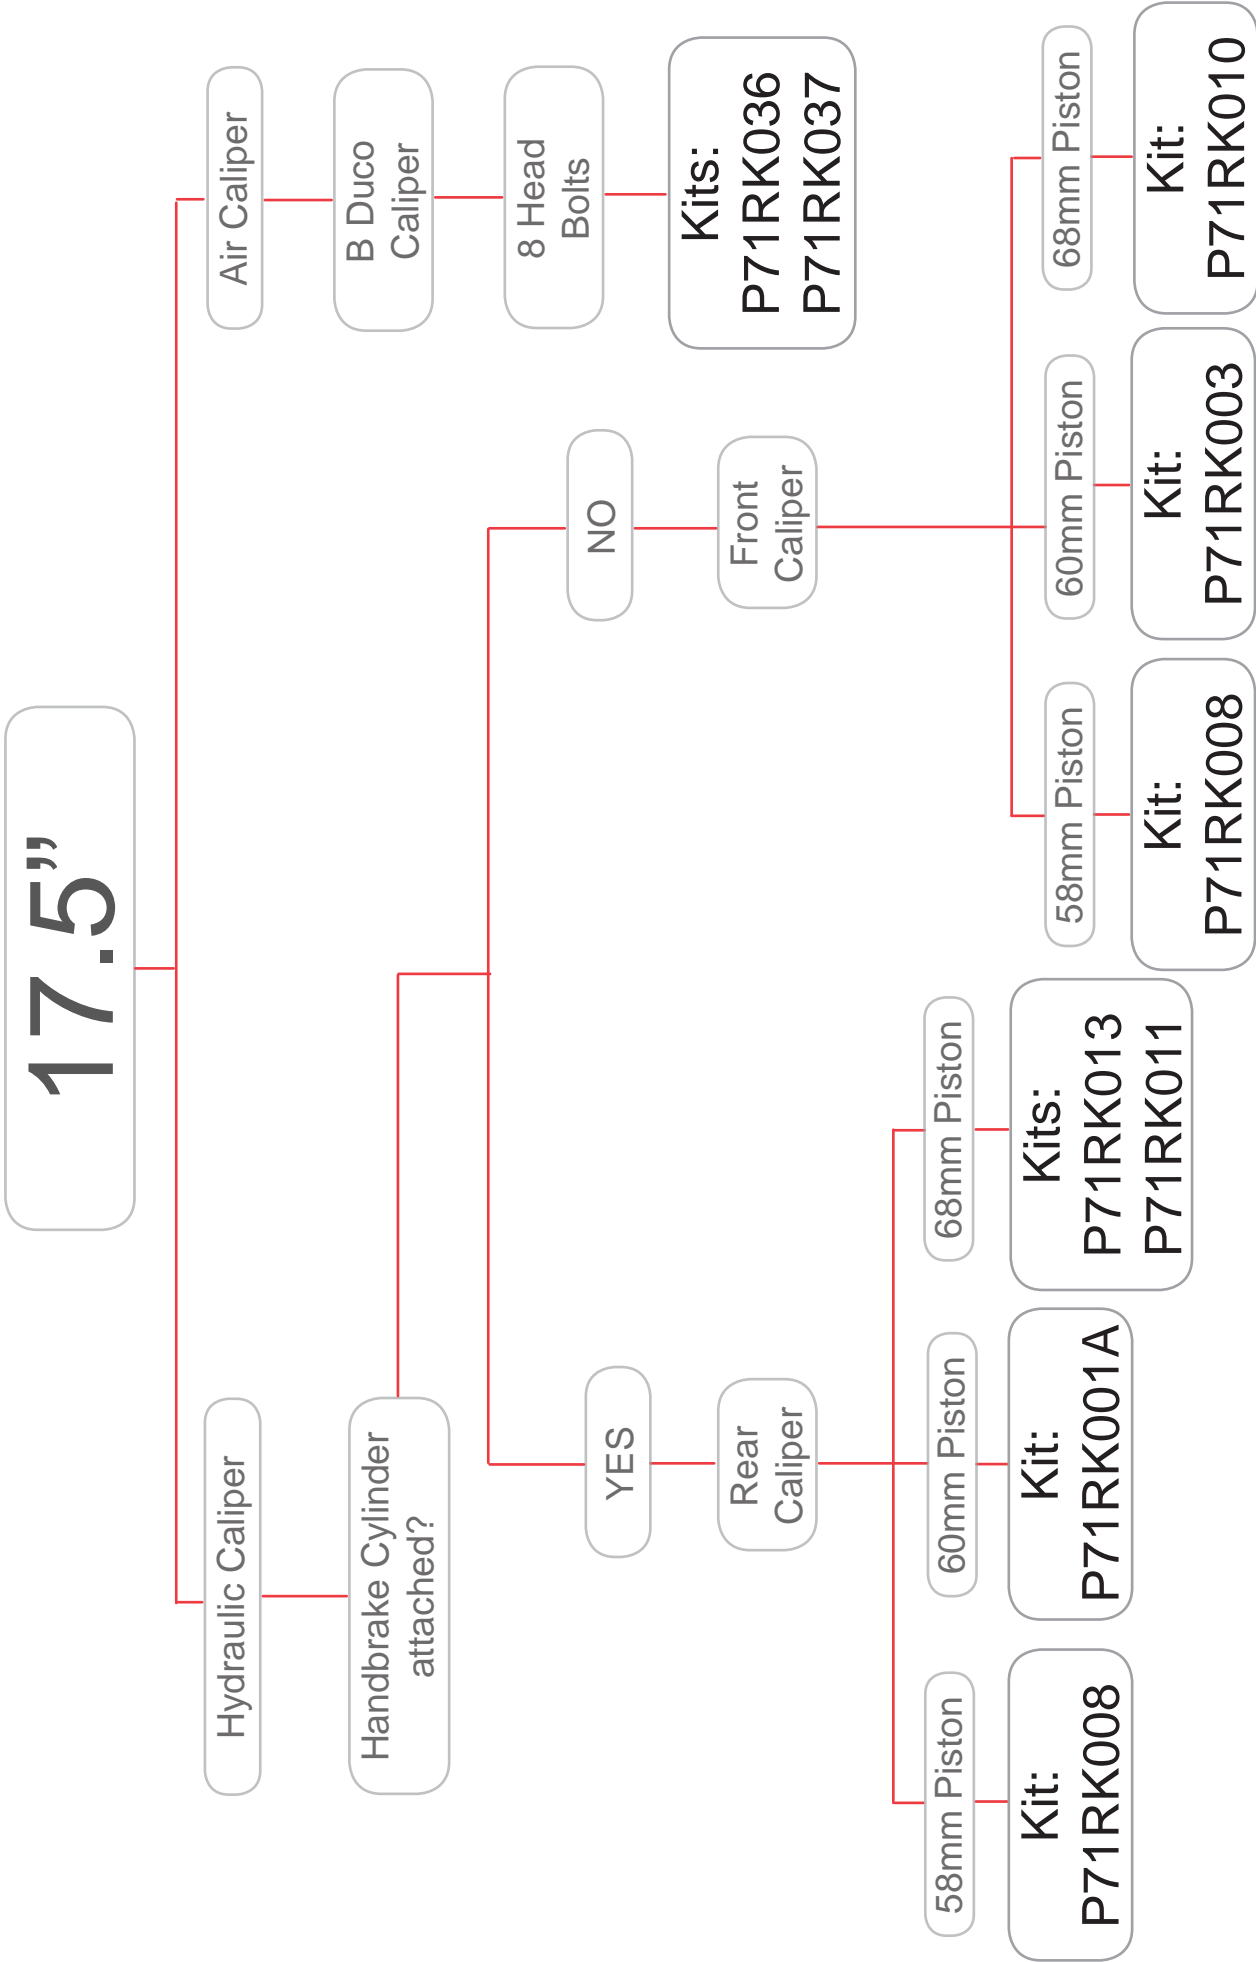 17.5”
Hydraulic Caliper
Air Caliper
Handbrake Cylinder
attached?
B Duco
Caliper
8 Head
Bolts
Kits:
P71RK036
P71RK037
YES
NO
Rear
Caliper
Front
Caliper
58mm Piston
60mm Piston
68mm Piston
Kit:
P71RK008
Kit:
P71RK001A
Kits:
P71RK013
P71RK011
58mm Piston
60mm Piston
68mm Piston
Kit:
P71RK008
Kit:
P71RK003
Kit:
P71RK010